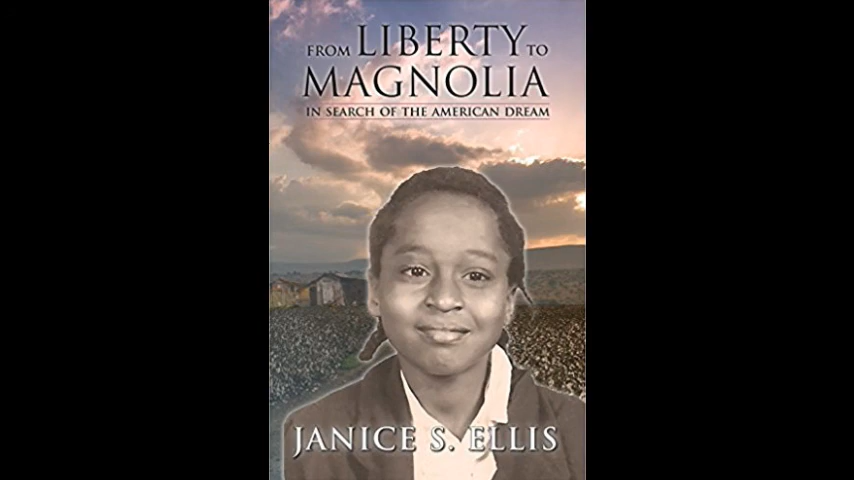 FROM LIBERTY TO
MAGNOLIA
IN SEARCH OF THE AMERICAN DREAM
JANICE S. ELLIS